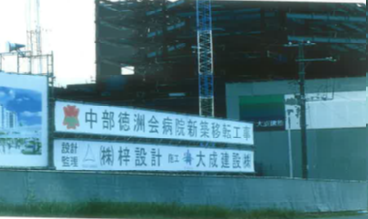 中部徳洲会病院新築移転工事
設計
監理 (株)梓設計 施工 大成建設(株)